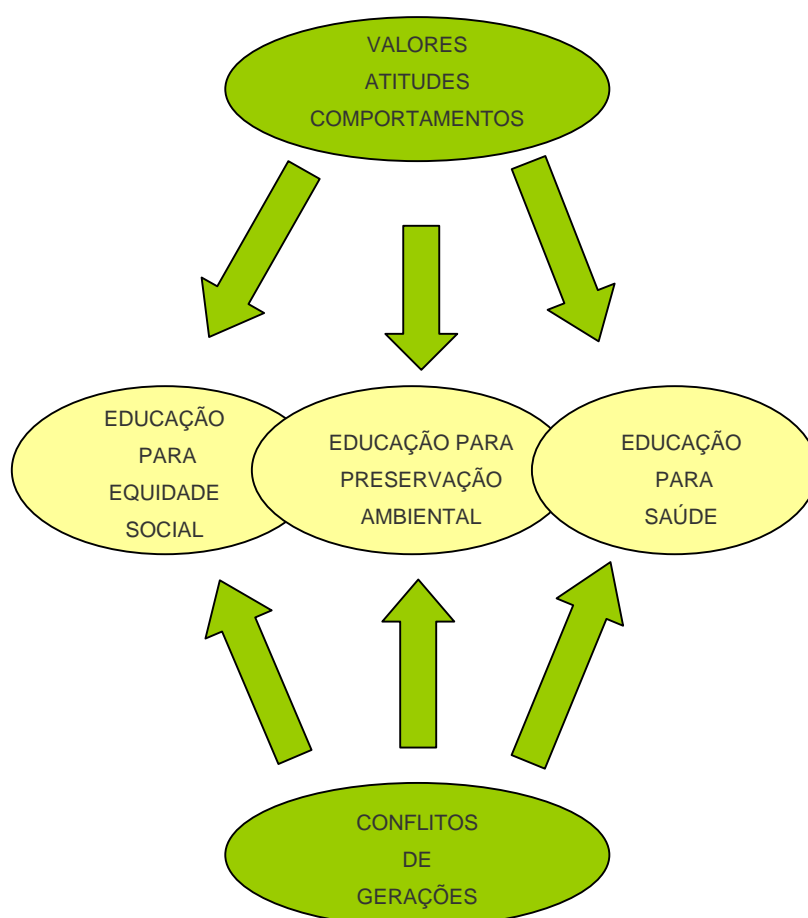 VALORES
ATITUDES
COMPORTAMENTOS
EDUCAÇÃO
PARA
EQUIDADE
SOCIAL
EDUCAÇÃO PARA
PRESERVAÇÃO
AMBIENTAL
EDUCAÇÃO
PARA
SAÚDE
CONFLITOS
DE
GERAÇÕES